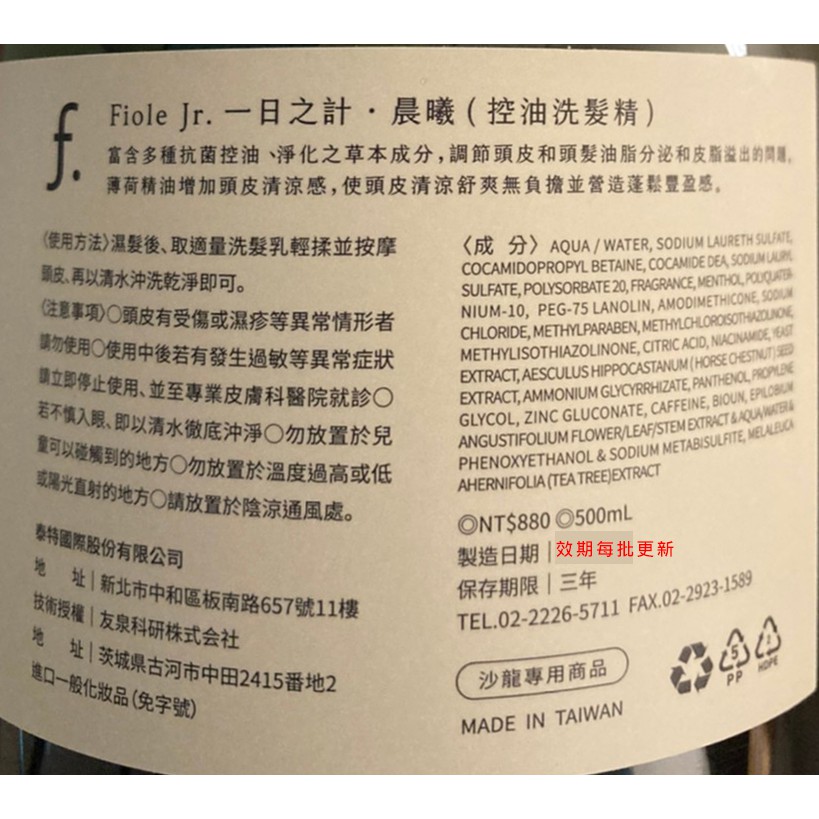 f.
Fiole Jr. 一日之計・晨曦(控油洗髮精)
富含多種抗菌控油、淨化之草本成分,調節頭皮和頭髮油脂分泌和皮脂溢出的問題。
薄荷精油增加頭皮清涼感,使頭皮清涼舒爽無負擔並營造蓬鬆豐盈感。
〈使用方法〉濕髮後、取適量洗髮乳輕揉並按摩
頭皮、再以清水沖洗乾淨即可。
〈注意事項〉○頭皮有受傷或濕疹等異常情形者
請勿使用○使用中後若有發生過敏等異常症狀
請立即停止使用、並至專業皮膚科醫院就診○
若不慎入眼、即以清水徹底沖淨○勿放置於兒
童可以碰觸到的地方○勿放置於溫度過高或低
或陽光直射的地方○請放置於陰涼通風處。
泰特國際股份有限公司
地 址|新北市中和區板南路657號11樓
技術授權|友泉科研株式会社
地 址|茨城県古河市中田2415番地2
進口一般化妝品(免字號)
〈成 分〉AQUA / WATER, SODIUM LAURETH SULFATE,
COCAMIDOPROPYL BETAINE, COCAMIDE DEA, SODIUM LAURYL
SULFATE, POLYSORBATE 20, FRAGRANCE, MENTHOL, POLYQUATER-
NIUM-10, PEG-75 LANOLIN, AMODIMETHICONE, SODIUM
CHLORIDE, METHYLPARABEN, METHYLCHLOROISOTHIAZOLINONE,
METHYLISOTHIAZOLINONE, CITRIC ACID, NIACINAMIDE, YEAST
EXTRACT, AESCULUS HIPPOCASTANUM (HORSE CHESTNUT) SEED
EXTRACT, AMMONIUM GLYCYRRHIZATE, PANTHENOL, PROPYLENE
GLYCOL, ZINC GLUCONATE, CAFFEINE, BIOUN, EPILOBIUM
ANGUSTIFOLIUM FLOWER/LEAF/STEM EXTRACT & AQUA/WATER &
PHENOXYETHANOL & SODIUM METABISULFITE, MELALEUCA
AHERNIFOLIA (TEA TREE)EXTRACT
◎NT$880 ◎500mL
製造日期|效期每批更新
保存期限|三年
TEL.02-2226-5711 FAX.02-2923-1589
沙龍專用商品
5
PP
2
HDPE
MADE IN TAIWAN